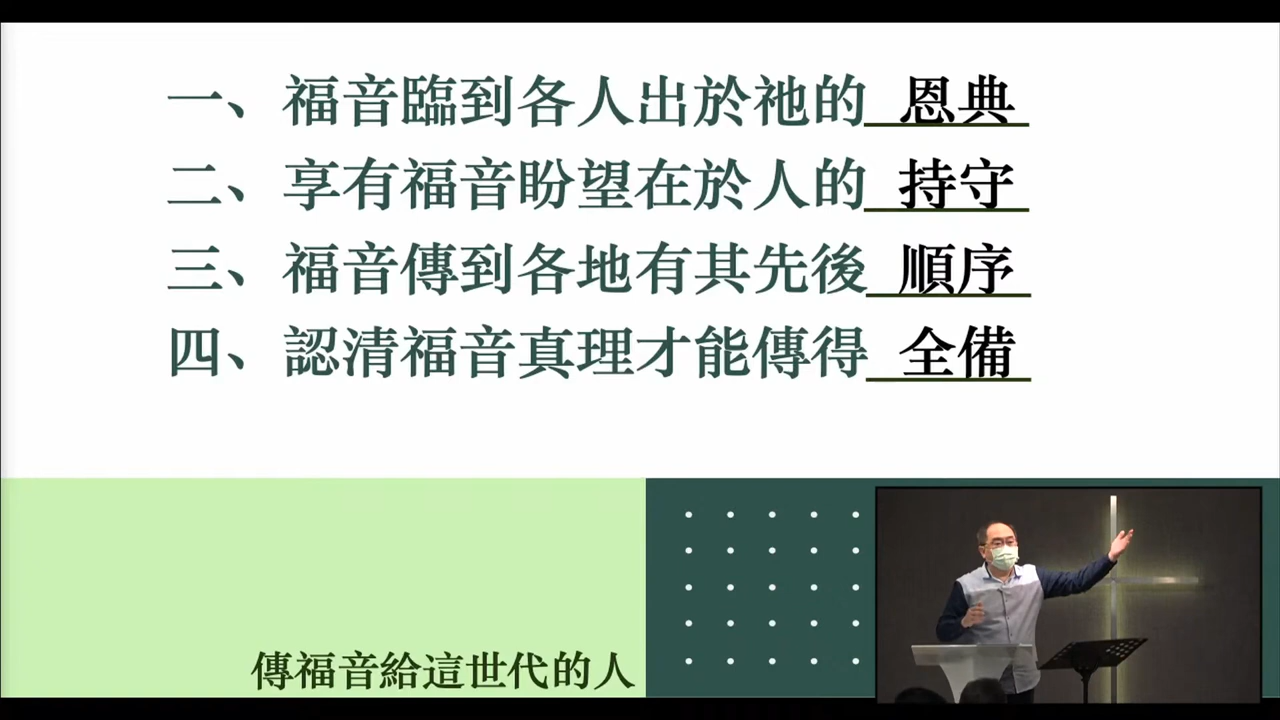 一、福音臨到各人出於祂的 恩典
二、享有福音盼望在於人的 持守
三、福音傳到各地有其先後 順序
四、認清福音真理才能傳得 全備
傳福音給這世代的人